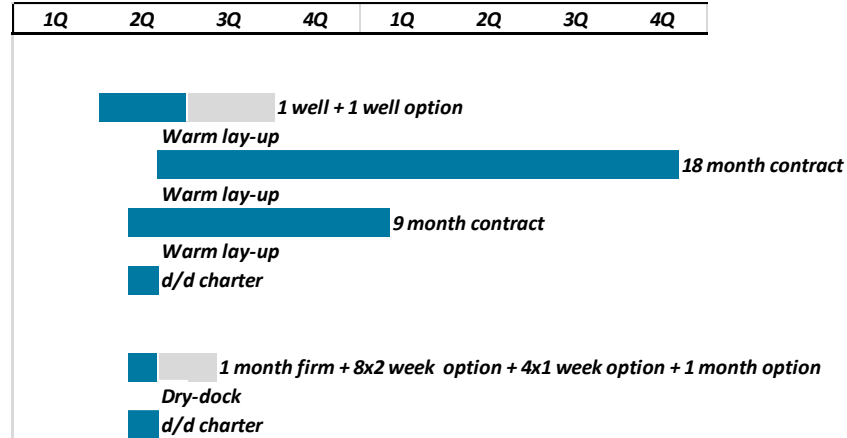 1Q 2Q 3Q 4Q 1Q 2Q 3Q 4Q
1 well + 1 well option
Warm lay-up
18 month contract
Warm lay-up
9 month contract
Warm lay-up
d/d charter
1 month firm + 8x2 week option + 4x1 week option + 1 month option
Dry-dock
d/d charter